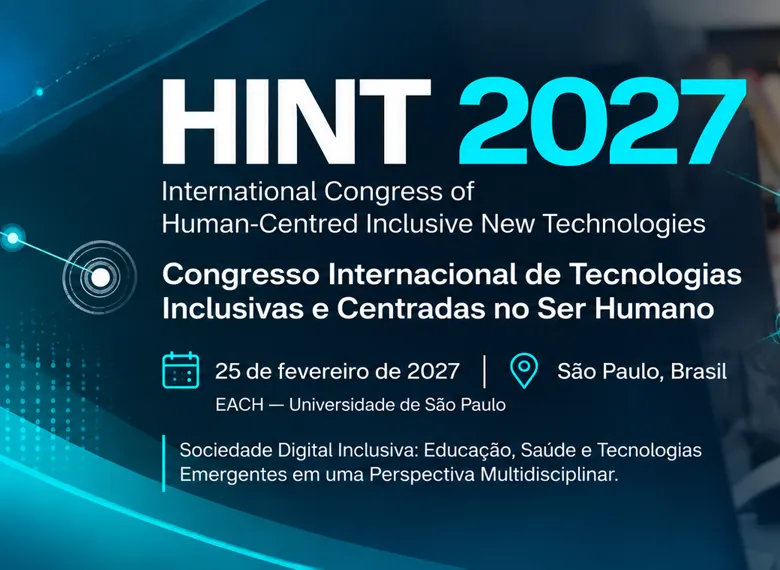 HINT 2027
International Congress of
Human-Centred Inclusive New Technologies
Congresso Internacional de Tecnologias
Inclusivas e Centradas no Ser Humano
25 de fevereiro de 2027 | São Paulo, Brasil
EACH — Universidade de São Paulo
Sociedade Digital Inclusiva: Educação, Saúde e Tecnologias
Emergentes em uma Perspectiva Multidisciplinar.